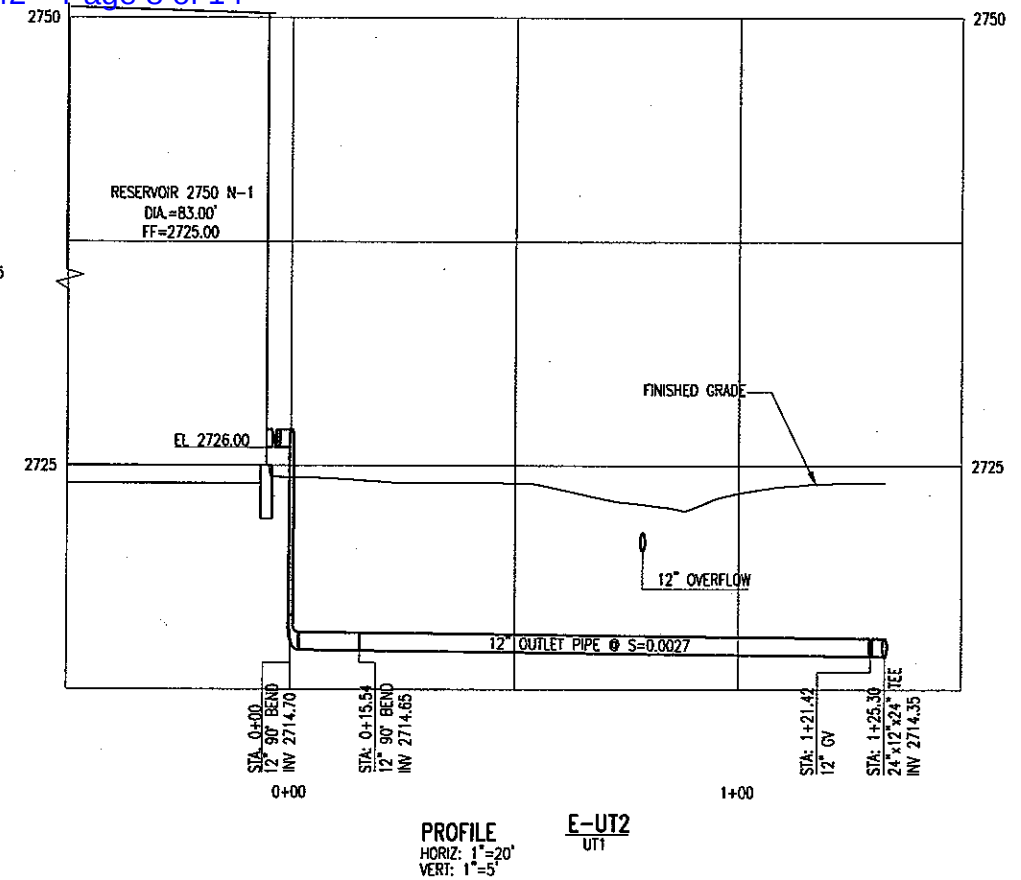 2750
2750
RESERVOIR 2750 N-1
DIA.=83.00'
FF=2725.00
FINISHED GRADE
EL 2726.00
2725
2725
12" OVERFLOW
12" OUTLET PIPE @ S=0.0027
STA: 0+00
12" 90° BEND
INV 2714.70
STA: 0+15.54
12" 90° BEND
INV 2714.65
STA: 1+21.42
12" GV
STA: 1+25.30
24"x12"x24" TEE
INV 2714.35
0+00
1+00
PROFILE
HORIZ: 1"=20'
VERT: 1"=5'
E-UT2
UT1